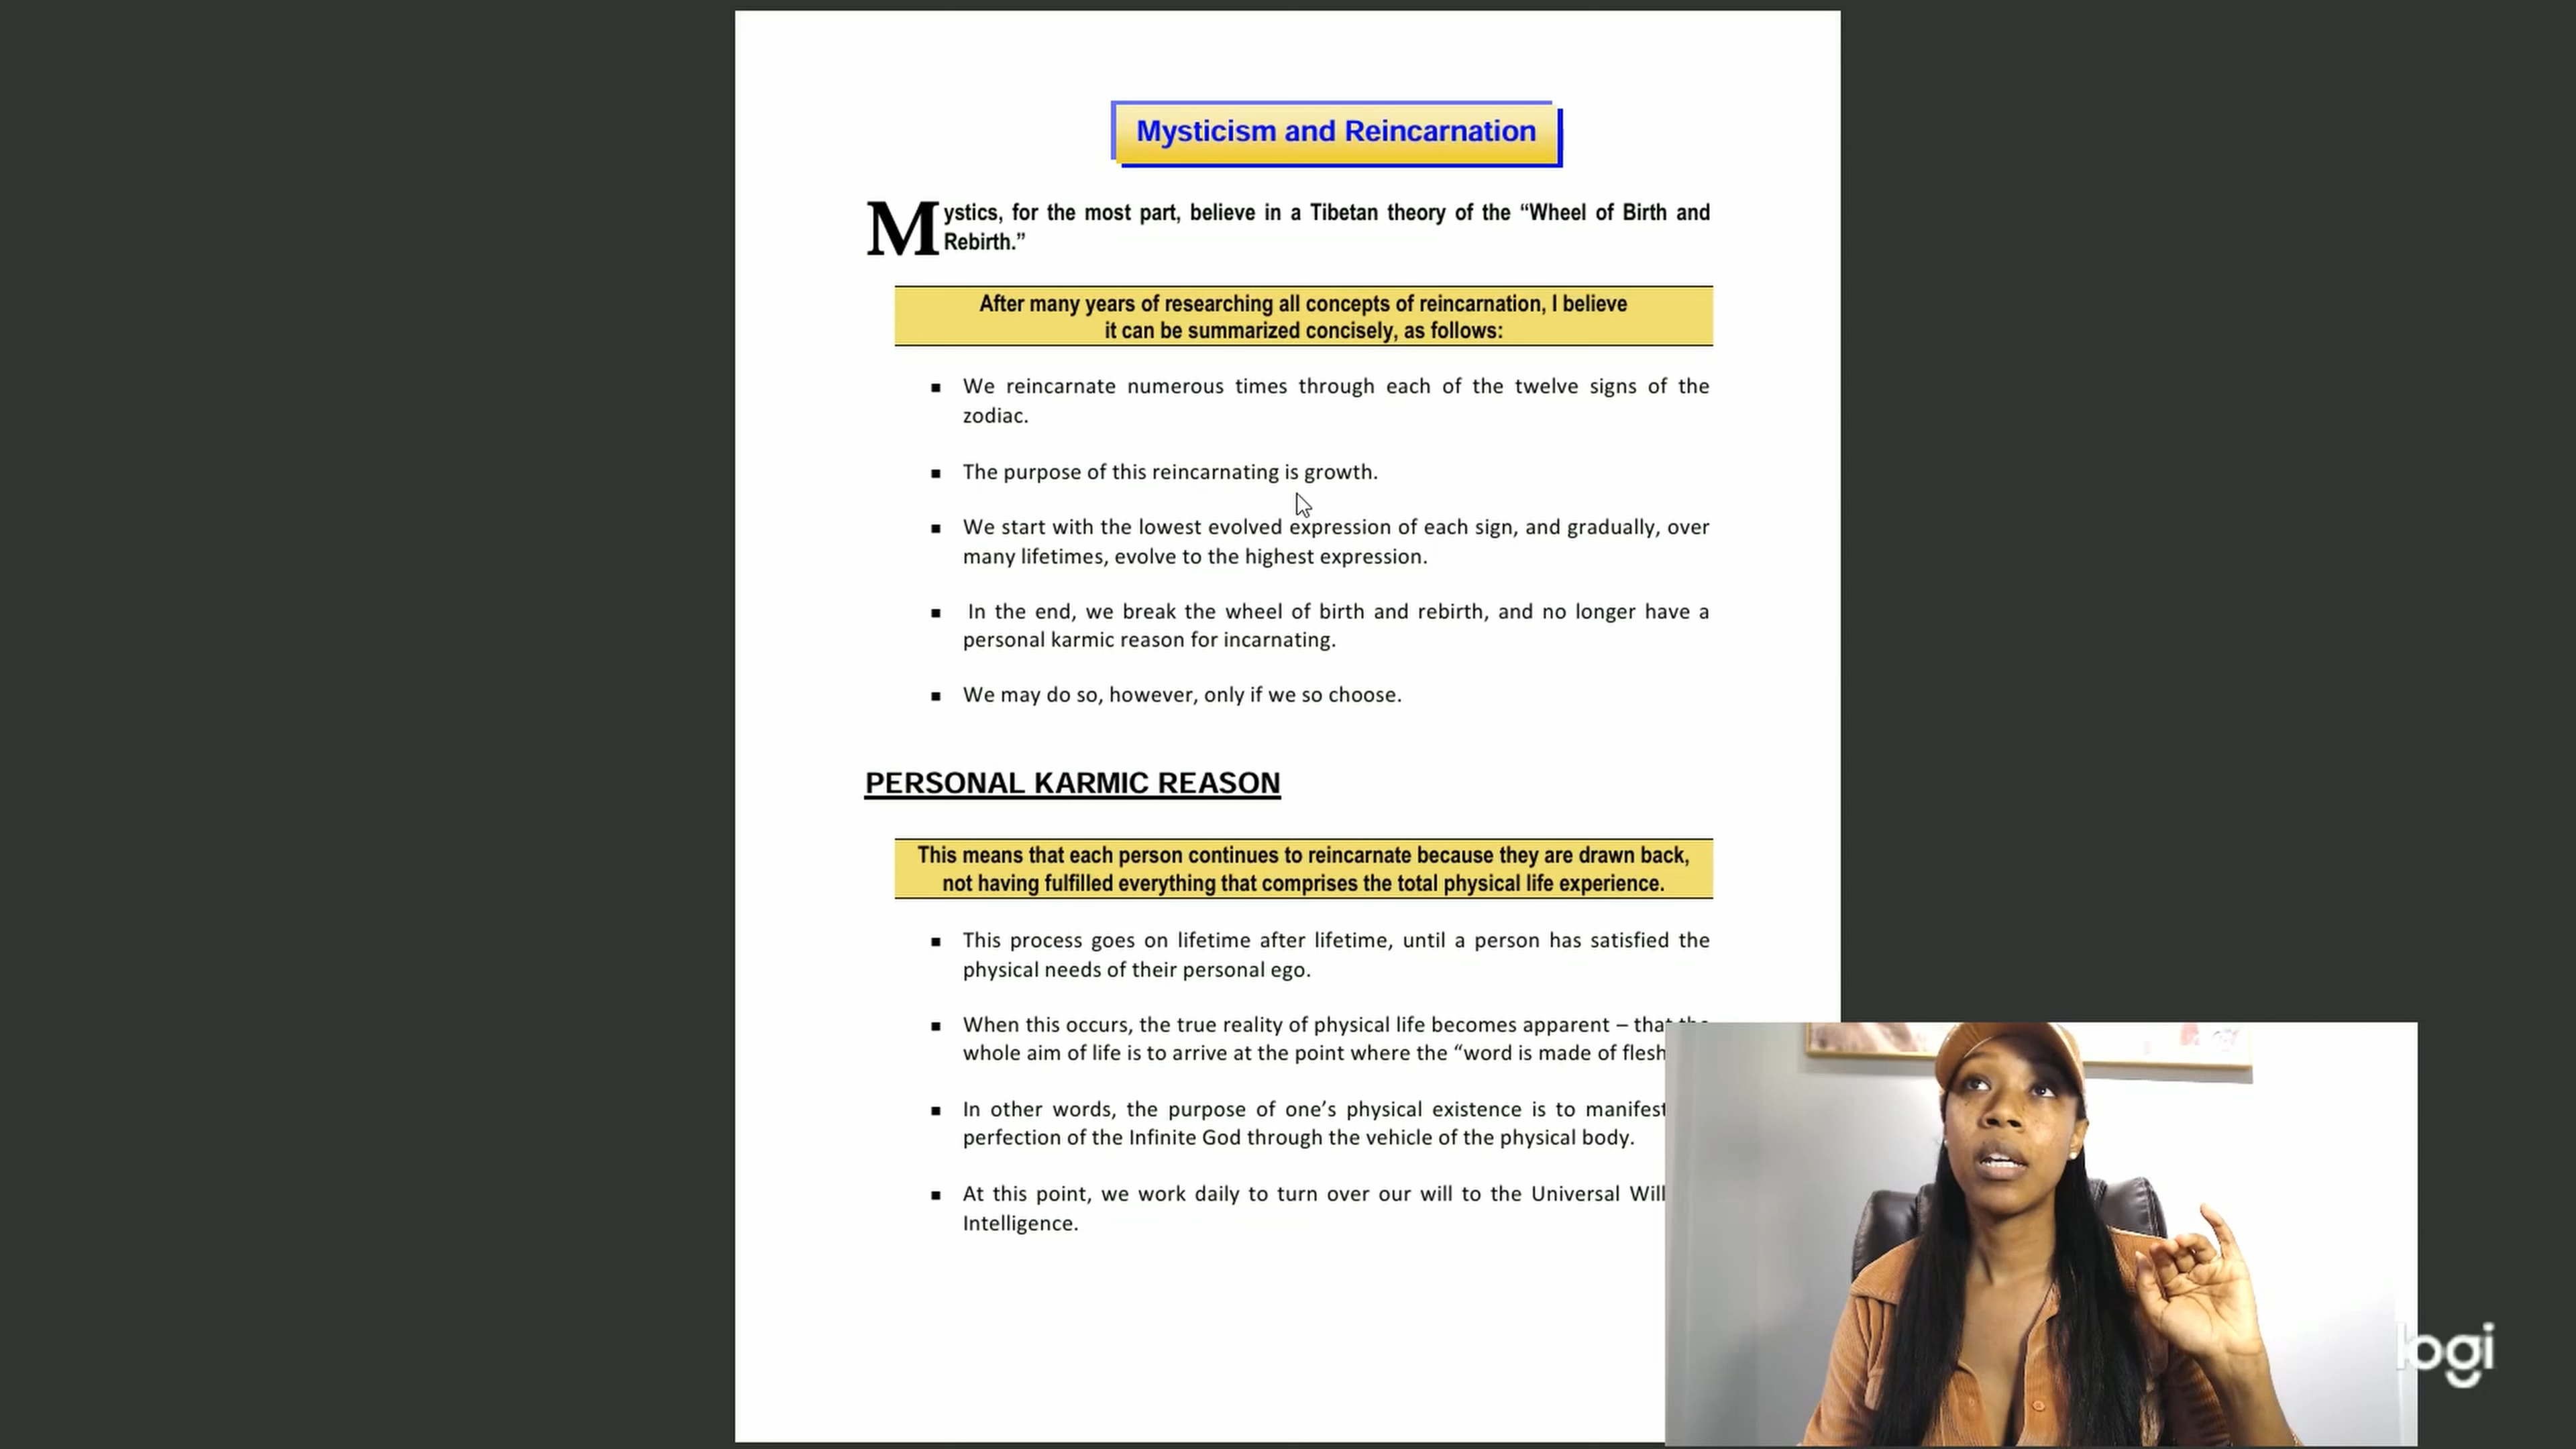 Mysticism and Reincarnation
Mystics, for the most part, believe in a Tibetan theory of the “Wheel of Birth and
Rebirth.”
After many years of researching all concepts of reincarnation, I believe
it can be summarized concisely, as follows:
▪ We reincarnate numerous times through each of the twelve signs of the
zodiac.
▪ The purpose of this reincarnating is growth.
▪ We start with the lowest evolved expression of each sign, and gradually, over
many lifetimes, evolve to the highest expression.
▪ In the end, we break the wheel of birth and rebirth, and no longer have a
personal karmic reason for incarnating.
▪ We may do so, however, only if we so choose.
PERSONAL KARMIC REASON
This means that each person continues to reincarnate because they are drawn back,
not having fulfilled everything that comprises the total physical life experience.
▪ This process goes on lifetime after lifetime, until a person has satisfied the
physical needs of their personal ego.
▪ When this occurs, the true reality of physical life becomes apparent – that the
whole aim of life is to arrive at the point where the “word is made of flesh
▪ In other words, the purpose of one’s physical existence is to manifest
perfection of the Infinite God through the vehicle of the physical body.
▪ At this point, we work daily to turn over our will to the Universal Will
Intelligence.
logi